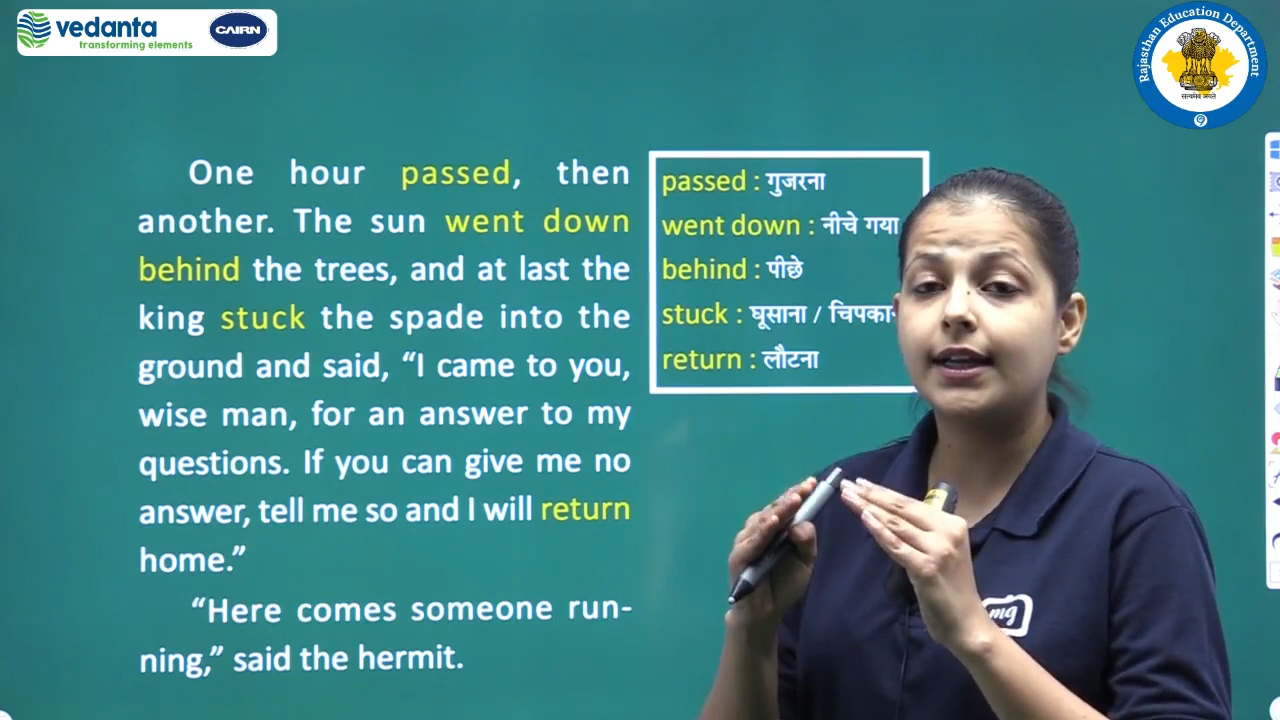 vedanta
transforming elements
CAIRN
Rajasthan Education Department
सत्यमेव जयते
One hour passed, then
another. The sun went down
behind the trees, and at last the
king stuck the spade into the
ground and said, “I came to you,
wise man, for an answer to my
questions. If you can give me no
answer, tell me so and I will return
home.”
“Here comes someone run-
ning,” said the hermit.
passed : गुजरना
went down : नीचे गया
behind : पीछे
stuck : घूसाना /
return : लौटना
mg